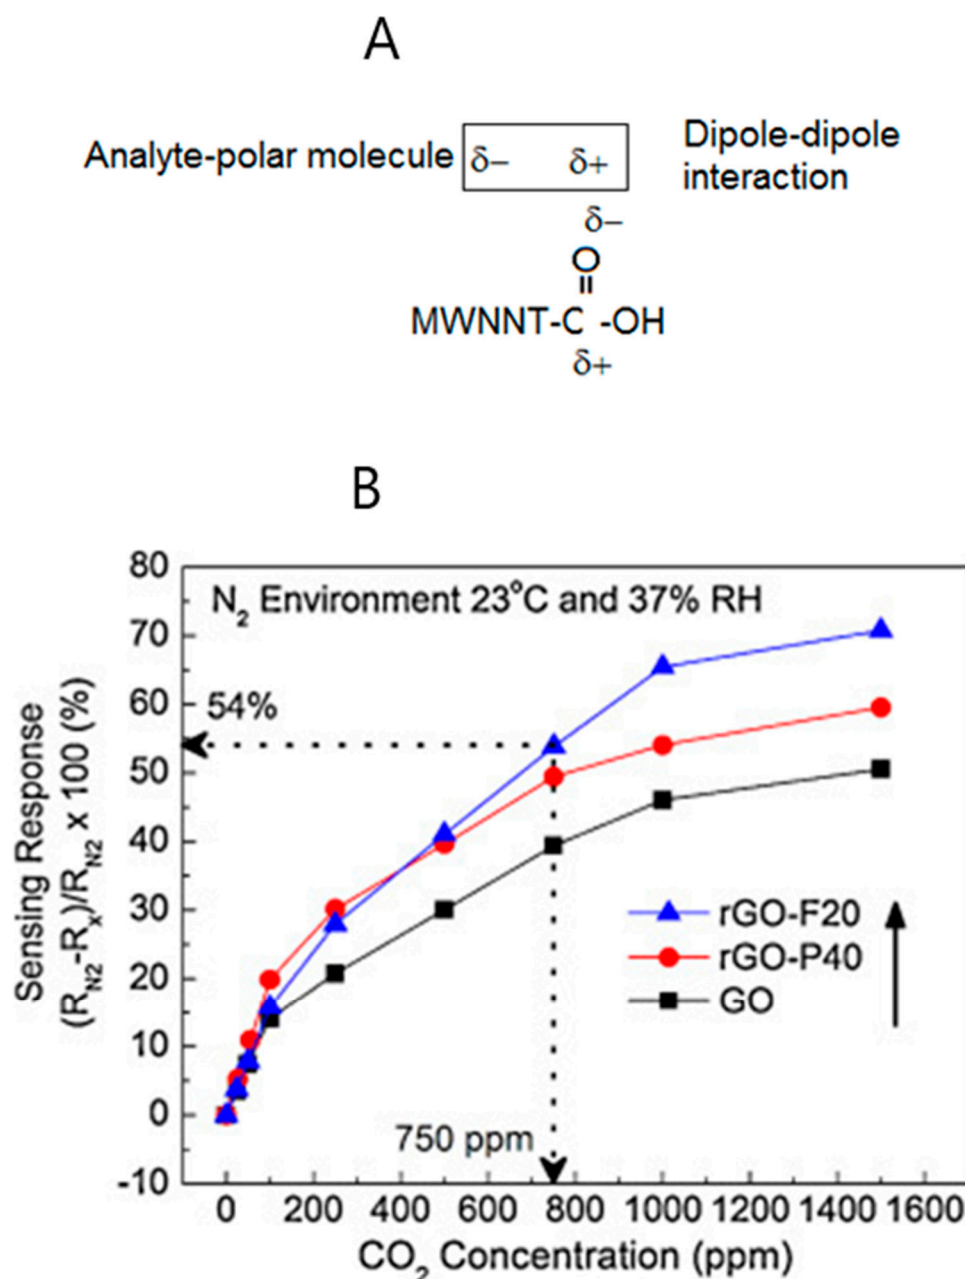 A
Analyte-polar molecule
δ− δ+
Dipole-dipole
interaction
δ−
O
MWNNT-C -OH
δ+
B
N2 Environment 23°C and 37% RH
54%
750 ppm
80
70
60
50
40
30
20
10
0
-10
Sensing Response
(RN2-Rx)/RN2 x 100 (%)
rGO-F20
rGO-P40
GO
0 200 400 600 800 1000 1200 1400 1600
CO2 Concentration (ppm)